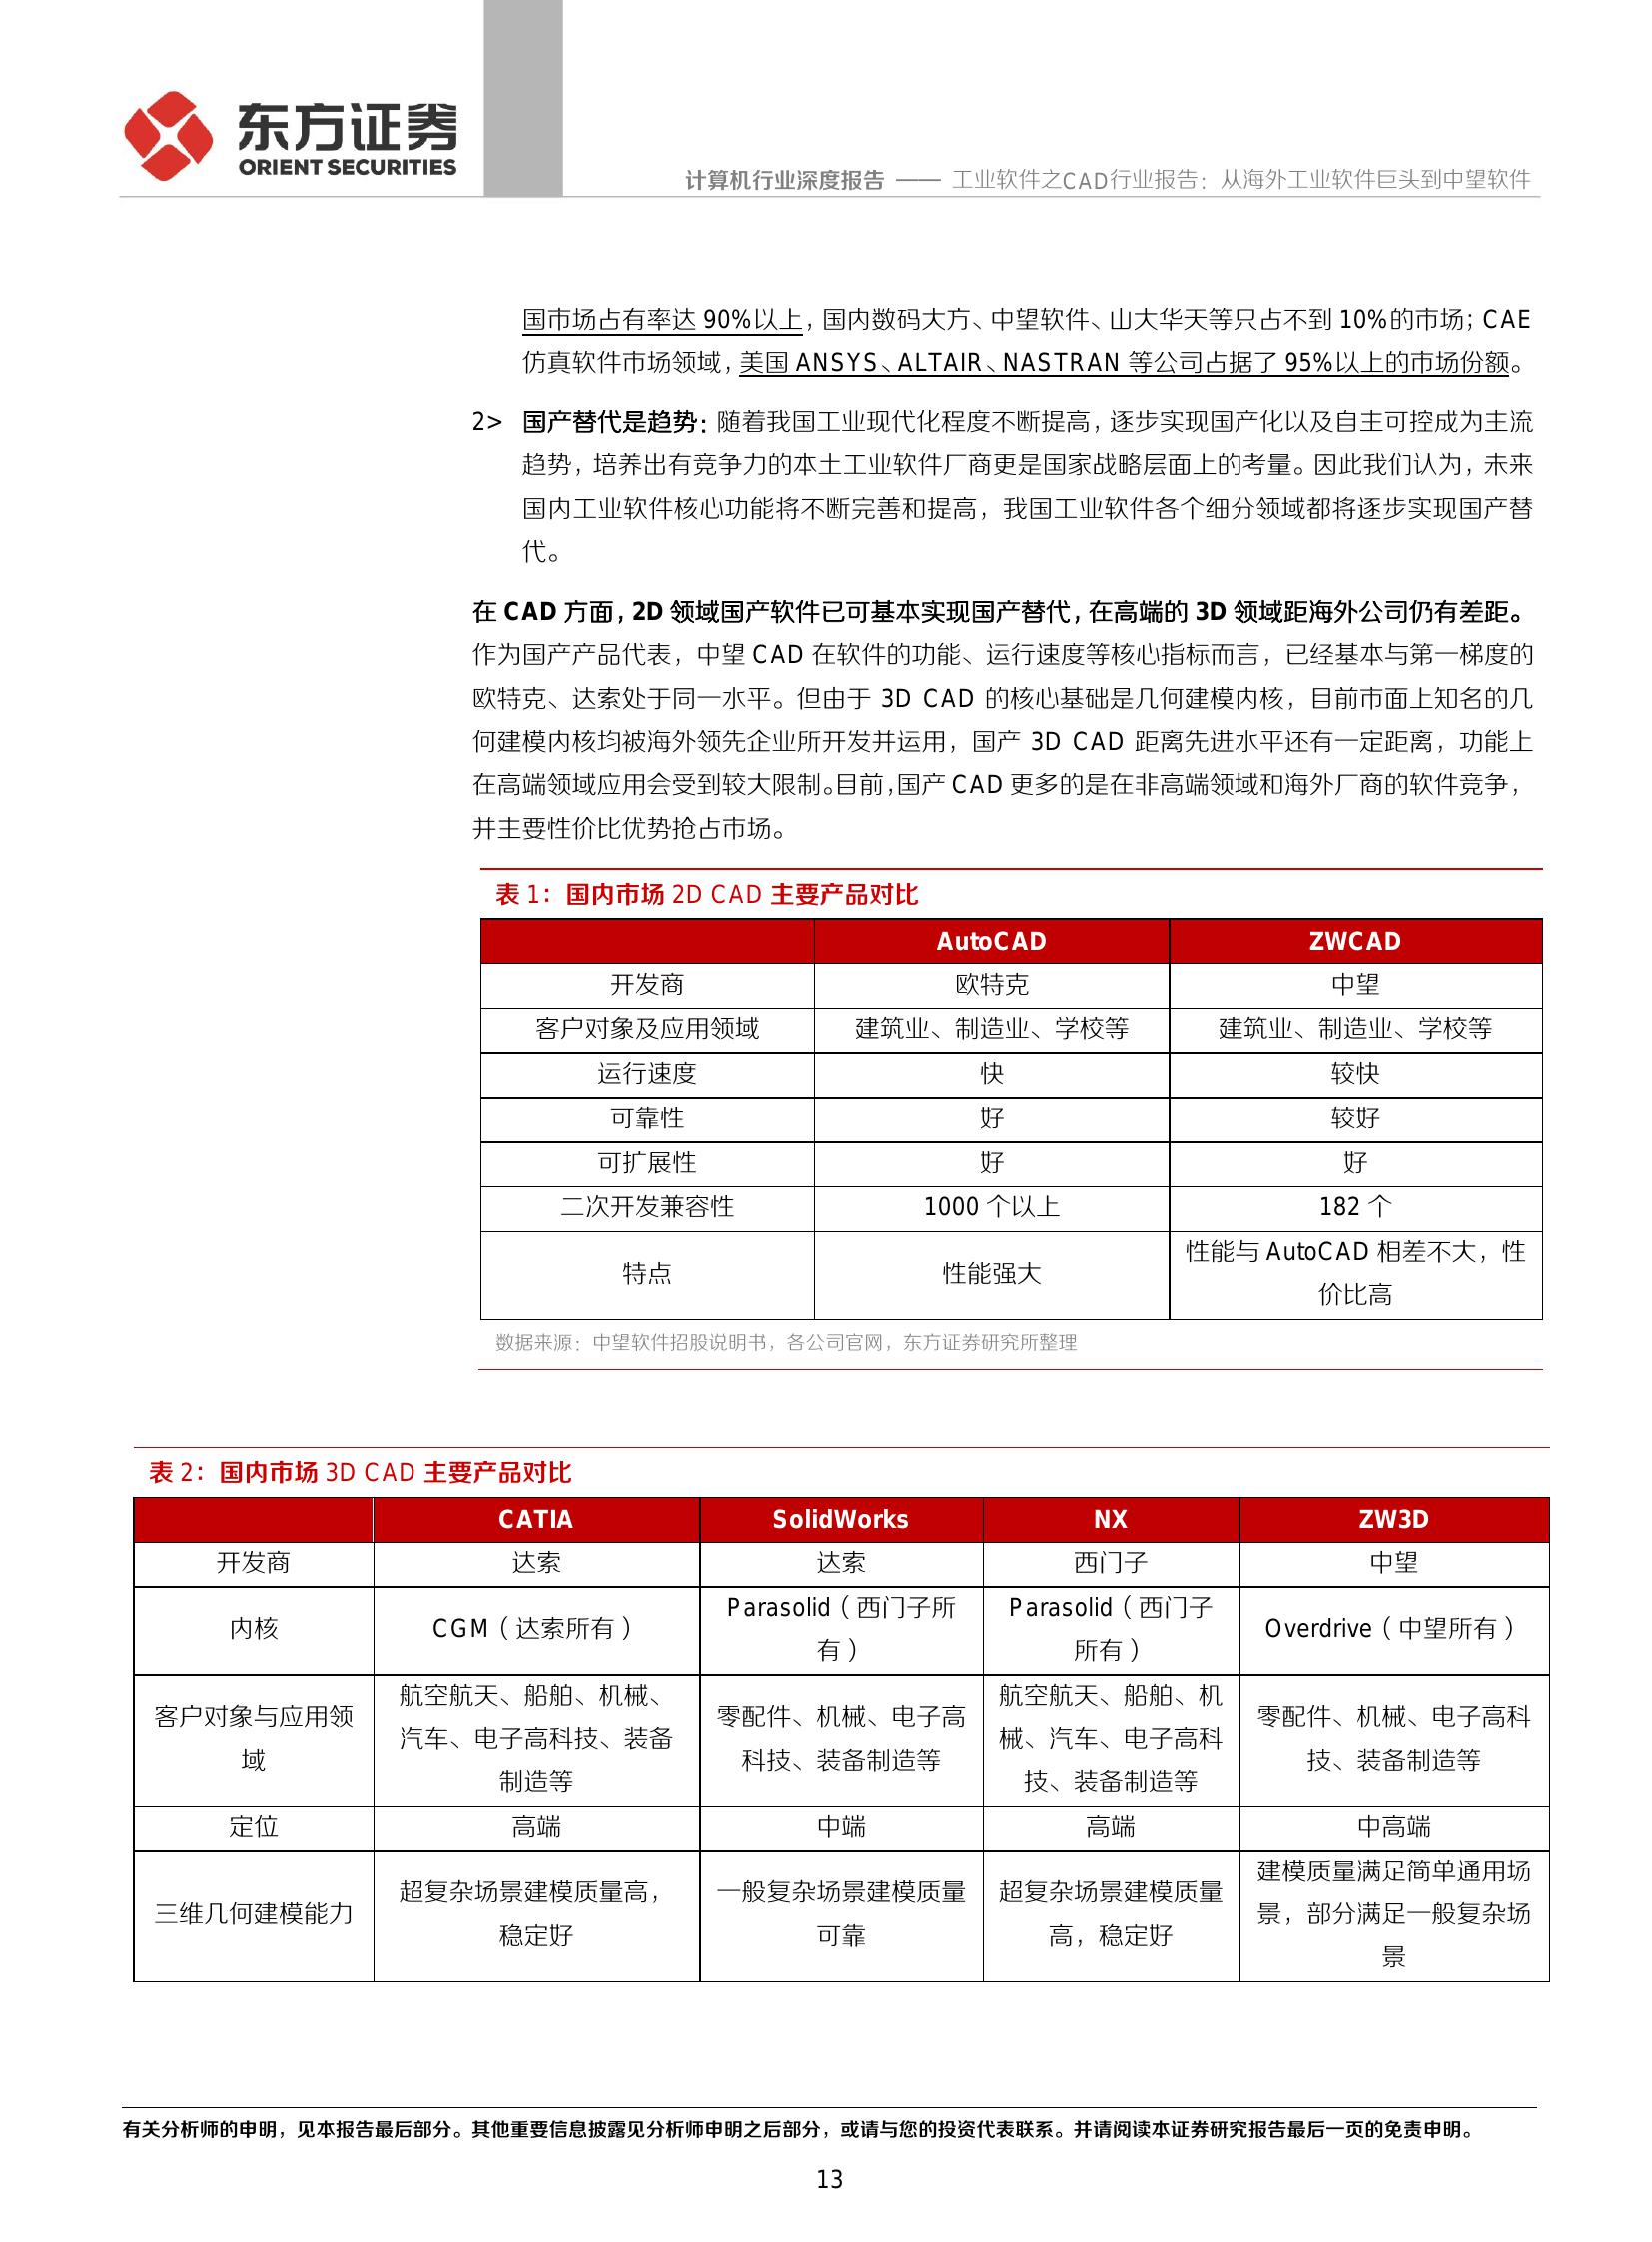 东方证券
ORIENT SECURITIES
计算机行业深度报告 —— 工业软件之CAD行业报告：从海外工业软件巨头到中望软件
国市场占有率达 90%以上，国内数码大方、中望软件、山大华天等只占不到 10%的市场；CAE
仿真软件市场领域，美国 ANSYS、ALTAIR、NASTRAN 等公司占据了 95%以上的市场份额。
2> 国产替代是趋势：随着我国工业现代化程度不断提高，逐步实现国产化以及自主可控成为主流
趋势，培养出有竞争力的本土工业软件厂商更是国家战略层面上的考量。因此我们认为，未来
国内工业软件核心功能将不断完善和提高，我国工业软件各个细分领域都将逐步实现国产替
代。
在 CAD 方面，2D 领域国产软件已可基本实现国产替代，在高端的 3D 领域距海外公司仍有差距。
作为国产产品代表，中望 CAD 在软件的功能、运行速度等核心指标而言，已经基本与第一梯度的
欧特克、达索处于同一水平。但由于 3D CAD 的核心基础是几何建模内核，目前市面上知名的几
何建模内核均被海外领先企业所开发并运用，国产 3D CAD 距离先进水平还有一定距离，功能上
在高端领域应用会受到较大限制。目前，国产 CAD 更多的是在非高端领域和海外厂商的软件竞争，
并主要性价比优势抢占市场。
表 1：国内市场 2D CAD 主要产品对比
AutoCAD ZWCAD
开发商 欧特克 中望
客户对象及应用领域 建筑业、制造业、学校等 建筑业、制造业、学校等
运行速度 快 较快
可靠性 好 较好
可扩展性 好 好
二次开发兼容性 1000 个以上 182 个
特点 性能强大 性能与 AutoCAD 相差不大，性
价比高
数据来源：中望软件招股说明书，各公司官网，东方证券研究所整理
表 2：国内市场 3D CAD 主要产品对比
CATIA SolidWorks NX ZW3D
开发商 达索 达索 西门子 中望
内核 CGM（达索所有） Parasolid（西门子所 Parasolid（西门子 Overdrive（中望所有）
有） 所有）
客户对象与应用领 航空航天、船舶、机械、 零配件、机械、电子高 航空航天、船舶、机 零配件、机械、电子高科
域 汽车、电子高科技、装备 科技、装备制造等 械、汽车、电子高科 技、装备制造等
制造等 技、装备制造等
定位 高端 中端 高端 中高端
三维几何建模能力 超复杂场景建模质量高， 一般复杂场景建模质量 超复杂场景建模质量 建模质量满足简单通用场
稳定好 可靠 高，稳定好 景，部分满足一般复杂场
景
有关分析师的申明，见本报告最后部分。其他重要信息披露见分析师申明之后部分，或请与您的投资代表联系。并请阅读本证券研究报告最后一页的免责申明。
13